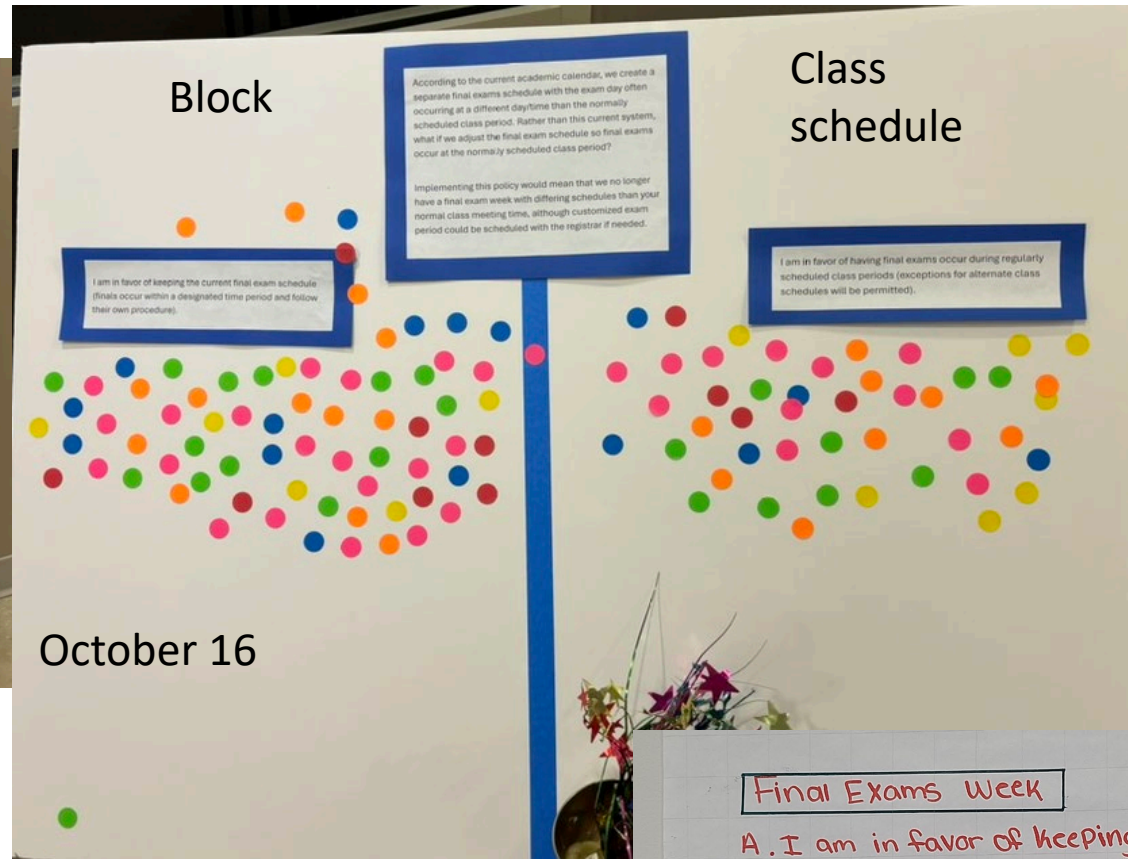 Block
According to the current academic calendar, we create a
separate final exams schedule with the exam day often
occurring at a different day/time than the normally
scheduled class period. Rather than this current system,
what if we adjust the final exam schedule so final exams
occur at the normally scheduled class period?
Implementing this policy would mean that we no longer
have a final exam week with differing schedules than your
normal class meeting time, although customized exam
period could be scheduled with the registrar if needed.
Class
schedule
I am in favor of keeping the current final exam schedule
(finals occur within a designated time period and follow
their own procedure).
I am in favor of having final exams occur during regularly
scheduled class periods (exceptions for alternate class
schedules will be permitted).
October 16
Final Exams Week
A. I am in favor of keeping